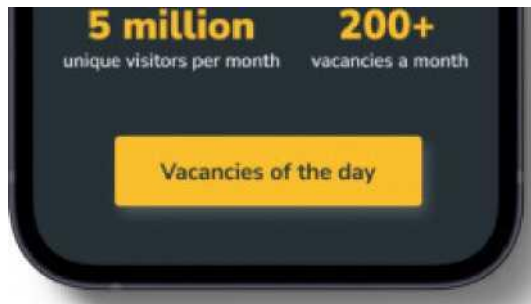 5 million 200+
unique visitors per month vacancies a month
Vacancies of the day